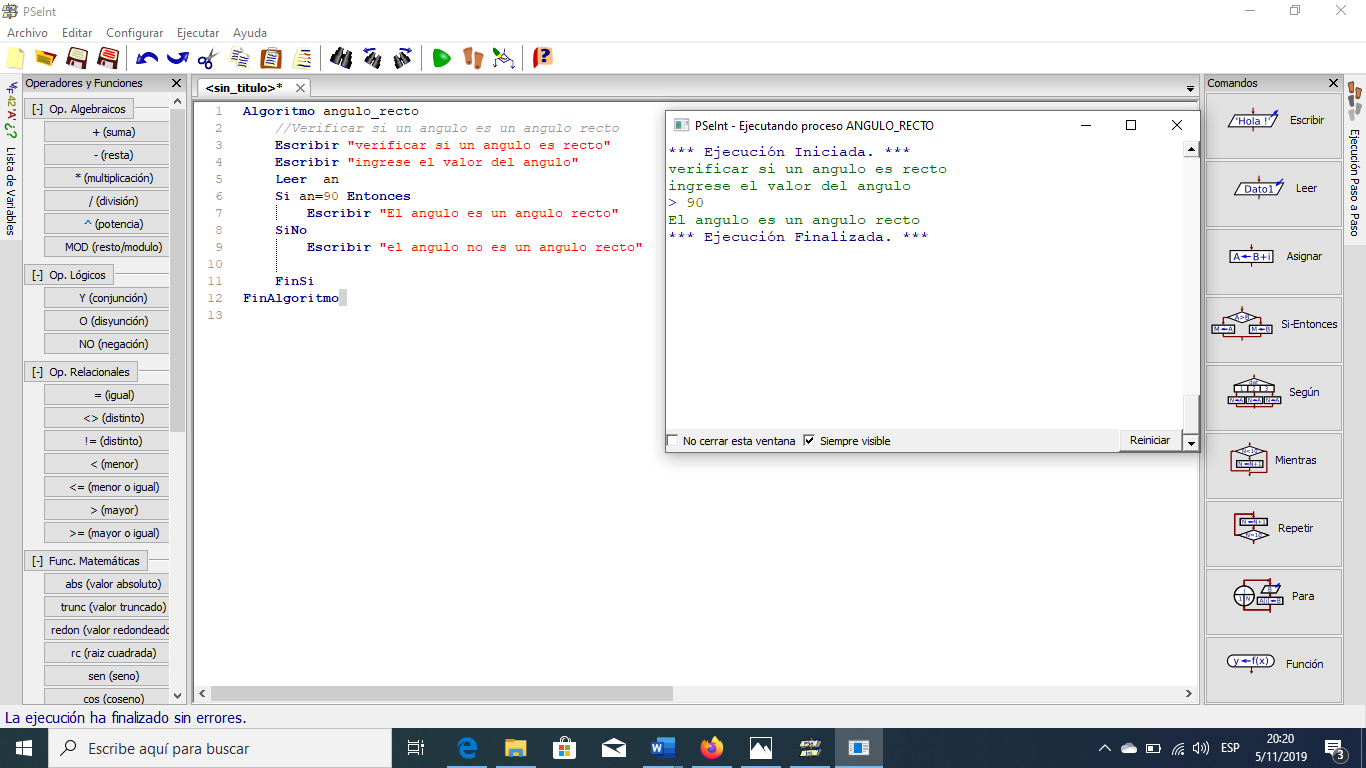 PSeInt
Archivo Editar Configurar Ejecutar Ayuda
Operadores y Funciones
<sin_titulo>*
Comandos
Lista de Variables
[-] Op. Algebraicos
+ (suma)
- (resta)
* (multiplicación)
/ (división)
^ (potencia)
MOD (resto/modulo)
[-] Op. Lógicos
Y (conjunción)
O (disyunción)
NO (negación)
[-] Op. Relacionales
= (igual)
<> (distinto)
!= (distinto)
< (menor)
<= (menor o igual)
> (mayor)
>= (mayor o igual)
[-] Func. Matemáticas
abs (valor absoluto)
trunc (valor truncado)
redon (valor redondeado
rc (raiz cuadrada)
sen (seno)
cos (coseno)
1 Algoritmo angulo_recto
2 //Verificar si un angulo es un angulo recto
3 Escribir "verificar si un angulo es recto"
4 Escribir "ingrese el valor del angulo"
5 Leer an
6 Si an=90 Entonces
7 Escribir "El angulo es un angulo recto"
8 SiNo
9 Escribir "el angulo no es un angulo recto"
10
11 FinSi
12 FinAlgoritmo
13
PSeInt - Ejecutando proceso ANGULO_RECTO
*** Ejecución Iniciada. ***
verificar si un angulo es recto
ingrese el valor del angulo
> 90
El angulo es un angulo recto
*** Ejecución Finalizada. ***
No cerrar esta ventana Siempre visible Reiniciar
'Hola !' Escribir
Dato1 Leer
A←B+i Asignar
A>B M←A M←B Si-Entonces
Según
N<10 N←N+1 Mientras
N←N+1 N=10 Repetir
Para
y←f(x) Función
Ejecución Paso a Paso
La ejecución ha finalizado sin errores.
Escribe aquí para buscar
ESP
20:20
5/11/2019
3